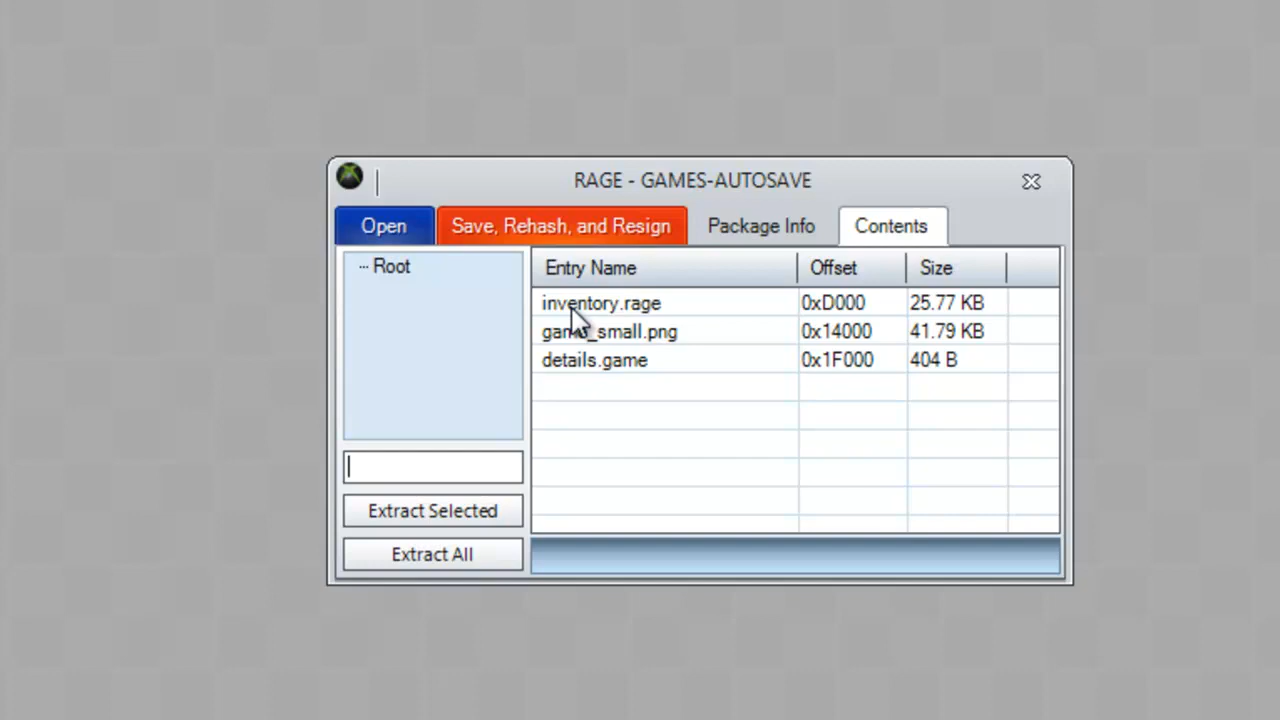 RAGE - GAMES-AUTOSAVE
Open Save, Rehash, and Resign Package Info Contents
Root
Entry Name Offset Size
inventory.rage 0xD000 25.77 KB
game_small.png 0x14000 41.79 KB
details.game 0x1F000 404 B
Extract Selected
Extract All